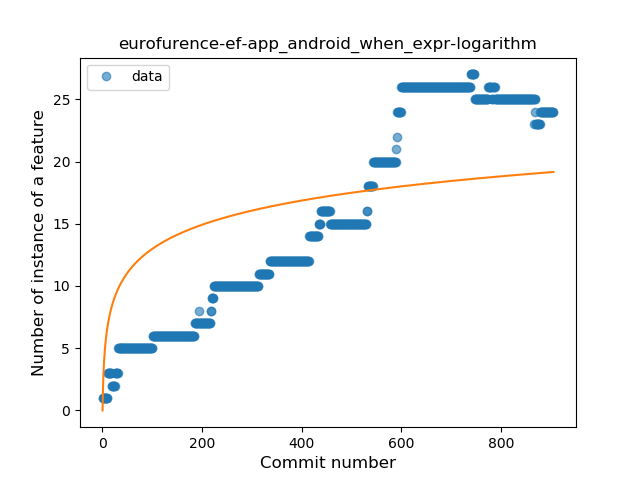 eurofurence-ef-app_android_when_expr-logarithm
data
Number of instance of a feature
25
20
15
10
5
0
0 200 400 600 800
Commit number